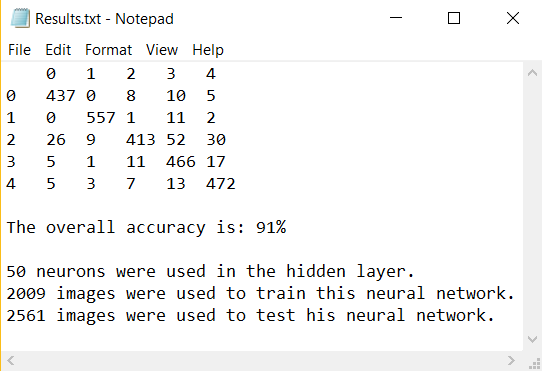 Results.txt - Notepad
File Edit Format View Help
0 1 2 3 4
0 437 0 8 10 5
1 0 557 1 11 2
2 26 9 413 52 30
3 5 1 11 466 17
4 5 3 7 13 472
The overall accuracy is: 91%
50 neurons were used in the hidden layer.
2009 images were used to train this neural network.
2561 images were used to test his neural network.